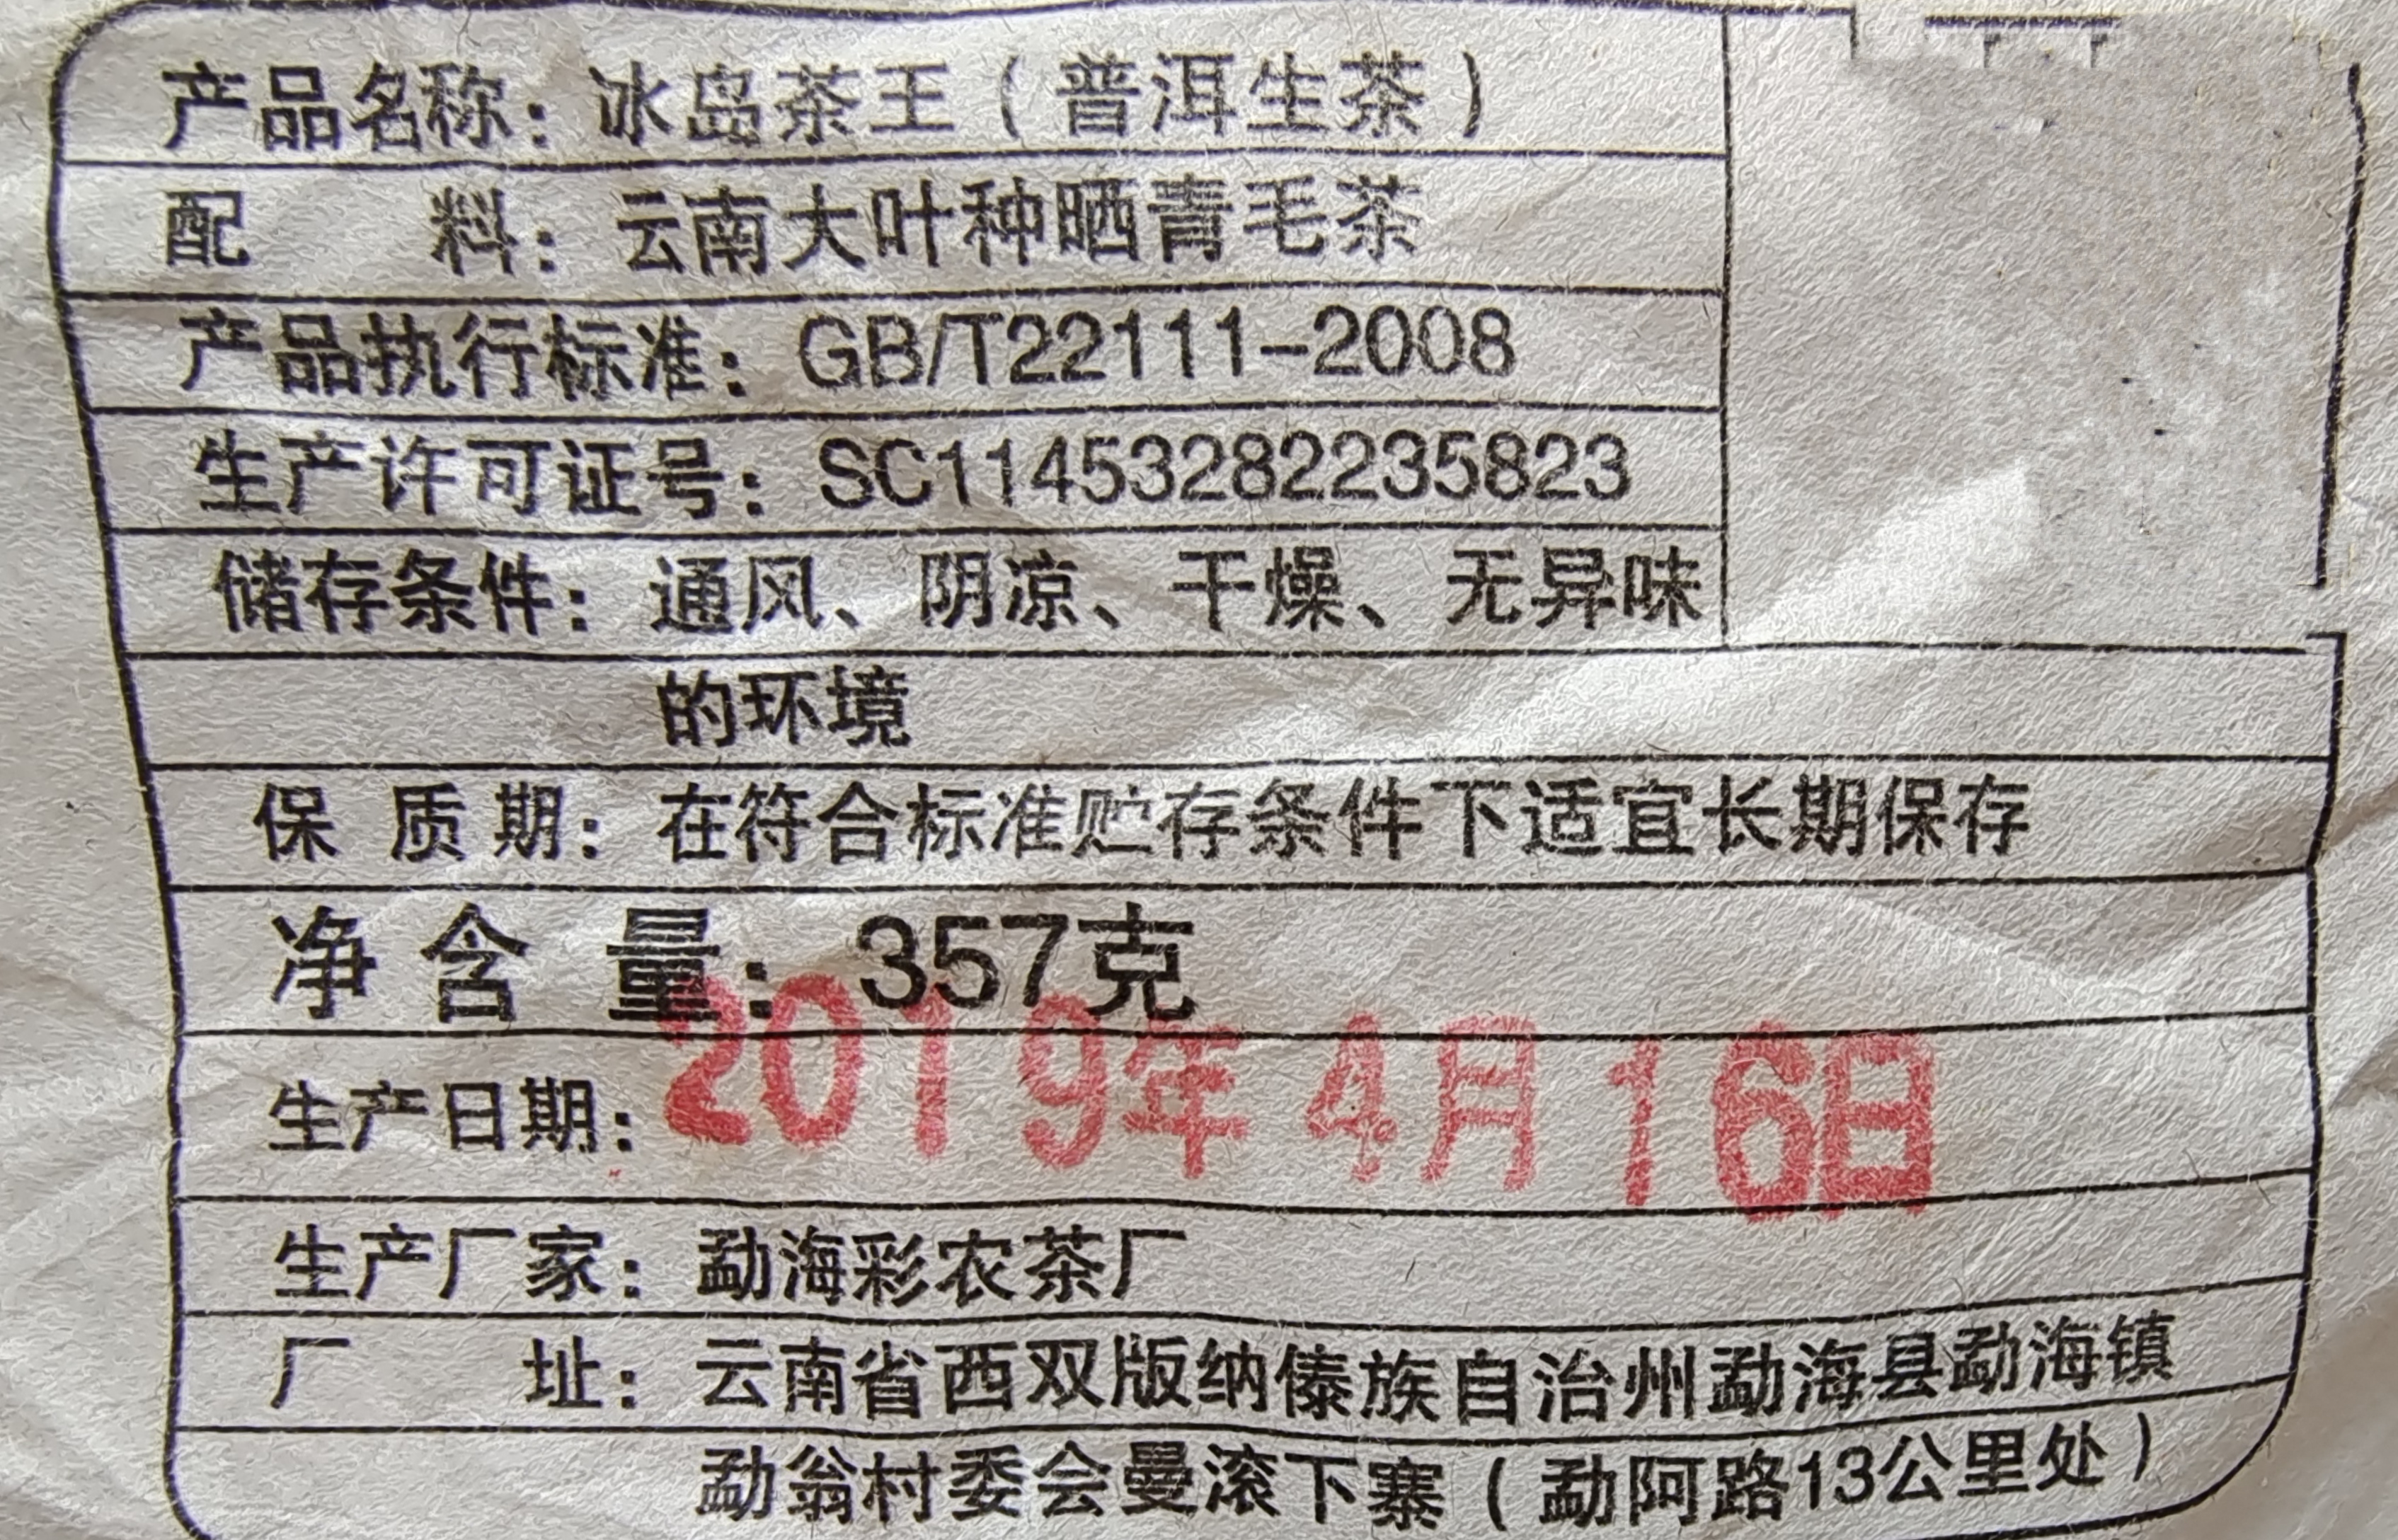 产品名称：冰岛茶王（普洱生茶）
配 料：云南大叶种晒青毛茶
产品执行标准：GB/T22111-2008
生产许可证号：SC11453282235823
储存条件：通风、阴凉、干燥、无异味
的环境
保质期：在符合标准贮存条件下适宜长期保存
净含量：357克
生产日期：2019年4月16日
生产厂家：勐海彩农茶厂
厂 址：云南省西双版纳傣族自治州勐海县勐海镇
勐翁村委会曼滚下寨（勐阿路13公里处）